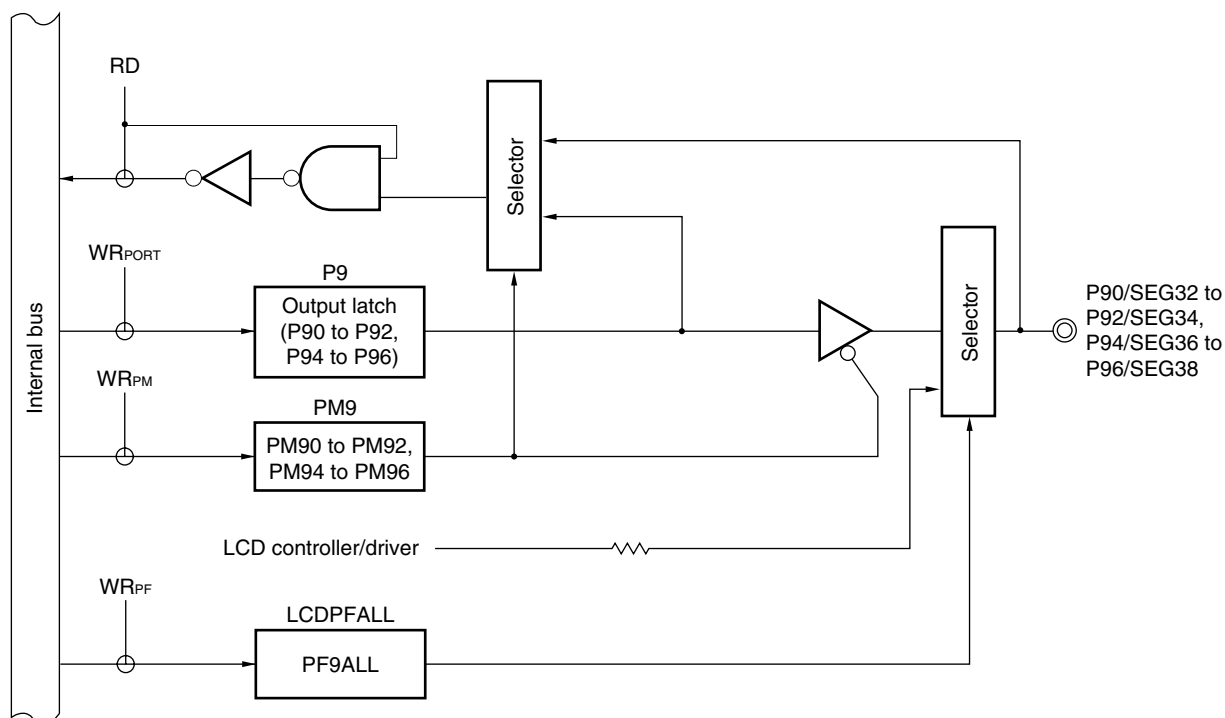 RD
Selector
WRPORT
P9
Output latch
(P90 to P92,
P94 to P96)
Internal bus
Selector
P90/SEG32 to
P92/SEG34,
P94/SEG36 to
P96/SEG38
WRPM
PM9
PM90 to PM92,
PM94 to PM96
LCD controller/driver
WRPF
LCDPFALL
PF9ALL